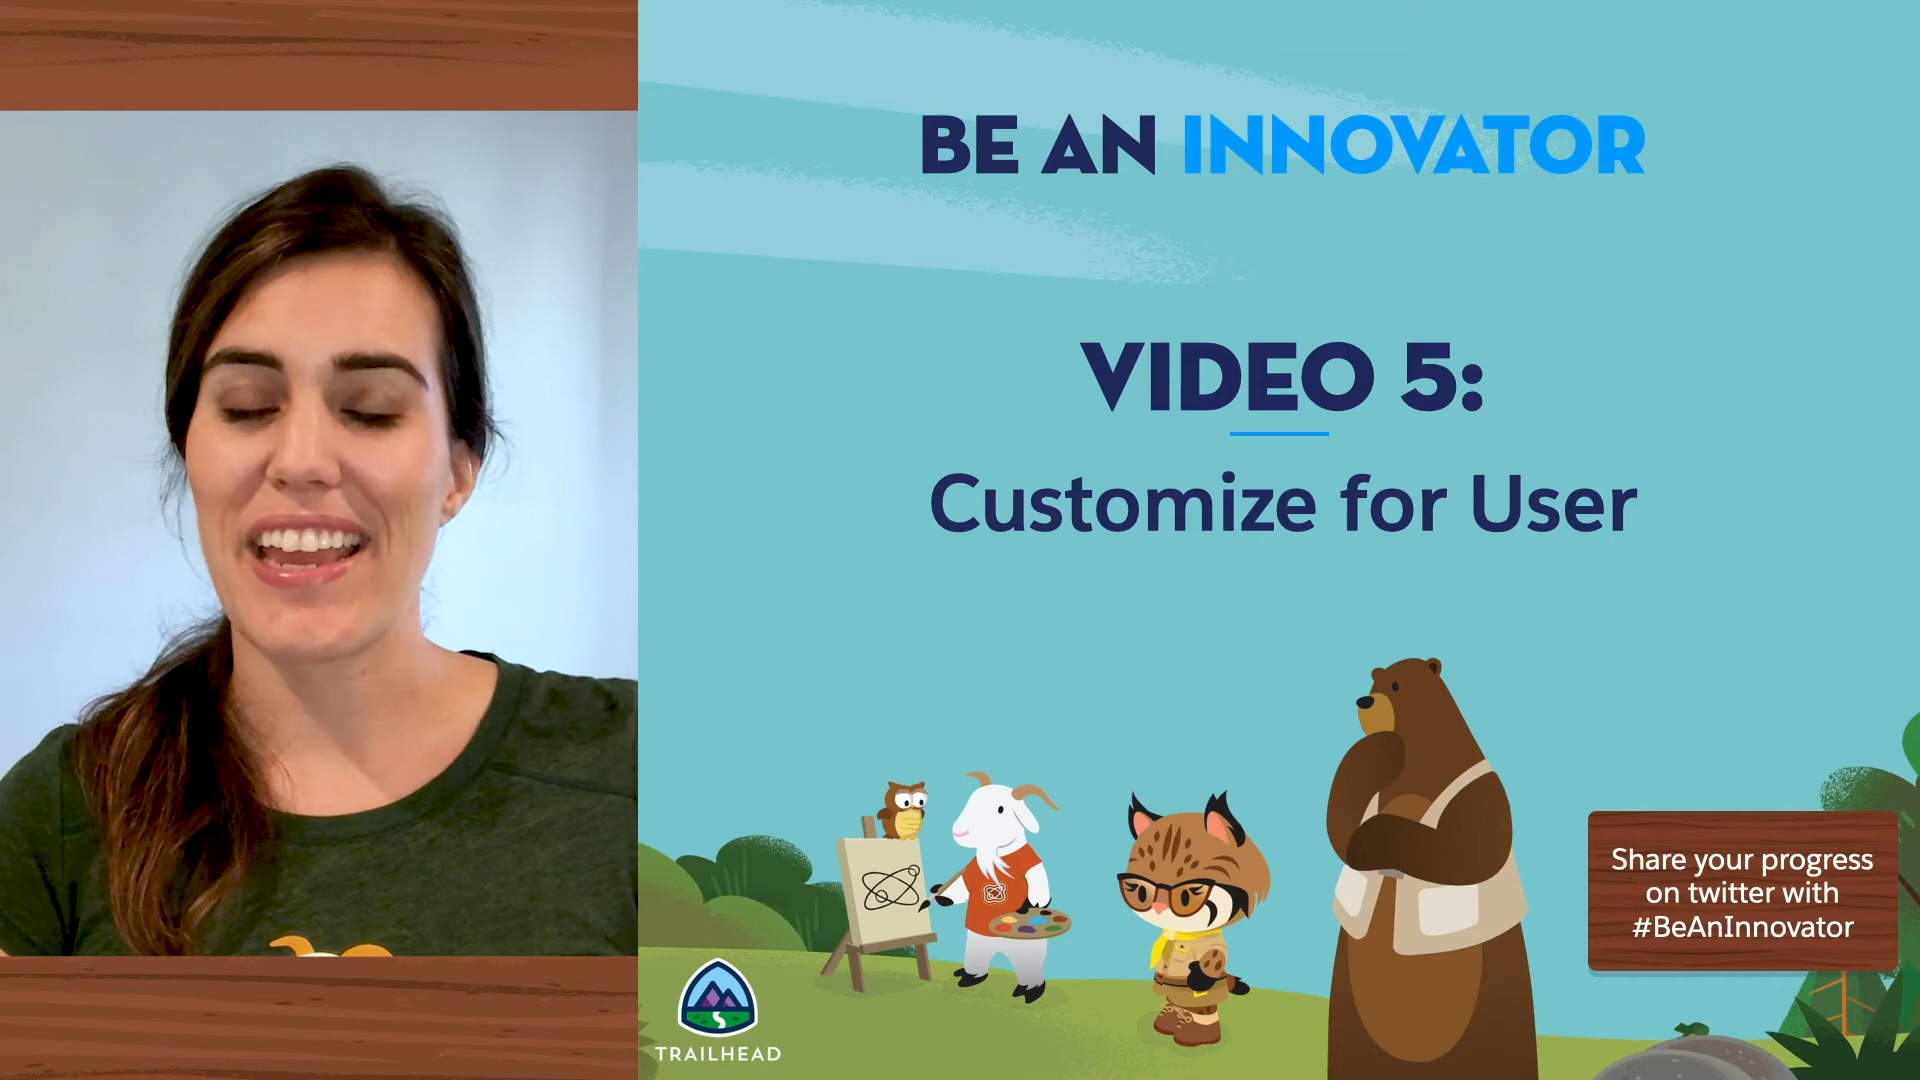 BE AN INNOVATOR
VIDEO 5:
Customize for User
Share your progress
on twitter with
#BeAnInnovator
TRAILHEAD